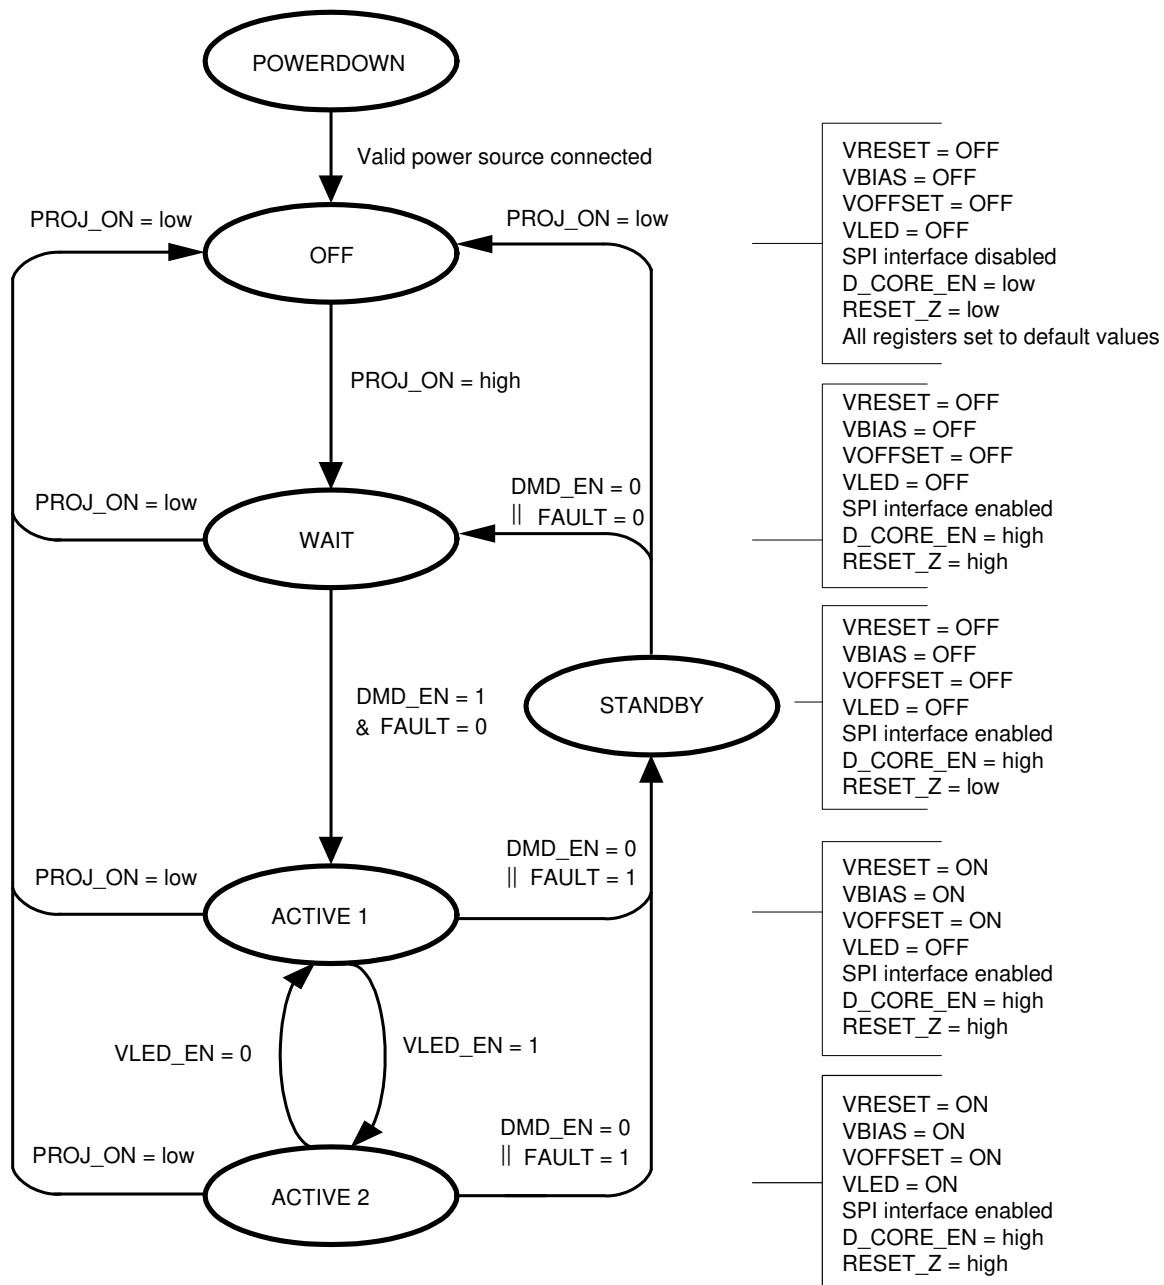 POWERDOWN
Valid power source connected
PROJ_ON = low
OFF
PROJ_ON = low
VRESET = OFF
VBIAS = OFF
VOFFSET = OFF
VLED = OFF
SPI interface disabled
D_CORE_EN = low
RESET_Z = low
All registers set to default values
PROJ_ON = high
PROJ_ON = low
WAIT
DMD_EN = 0
|| FAULT = 0
VRESET = OFF
VBIAS = OFF
VOFFSET = OFF
VLED = OFF
SPI interface enabled
D_CORE_EN = high
RESET_Z = high
DMD_EN = 1
& FAULT = 0
STANDBY
VRESET = OFF
VBIAS = OFF
VOFFSET = OFF
VLED = OFF
SPI interface enabled
D_CORE_EN = high
RESET_Z = low
PROJ_ON = low
ACTIVE 1
DMD_EN = 0
|| FAULT = 1
VRESET = ON
VBIAS = ON
VOFFSET = ON
VLED = OFF
SPI interface enabled
D_CORE_EN = high
RESET_Z = high
VLED_EN = 0
VLED_EN = 1
PROJ_ON = low
ACTIVE 2
DMD_EN = 0
|| FAULT = 1
VRESET = ON
VBIAS = ON
VOFFSET = ON
VLED = ON
SPI interface enabled
D_CORE_EN = high
RESET_Z = high